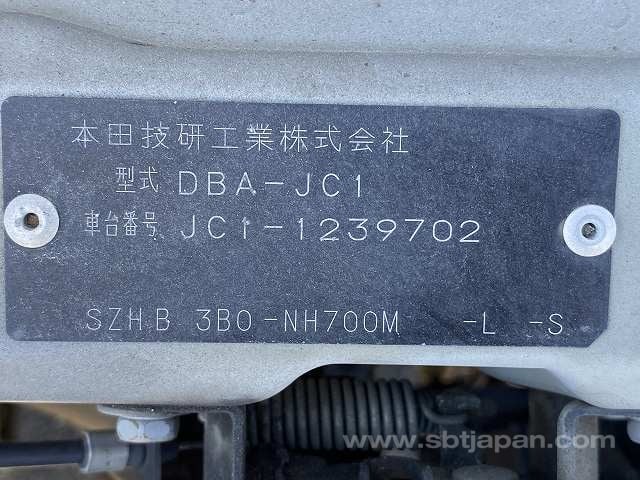 本田技研工業株式会社
型式 DBA-JC1
車台番号 JC1-1239702
SZHB 3B0-NH700M -L -S
www.sbtjapan.com